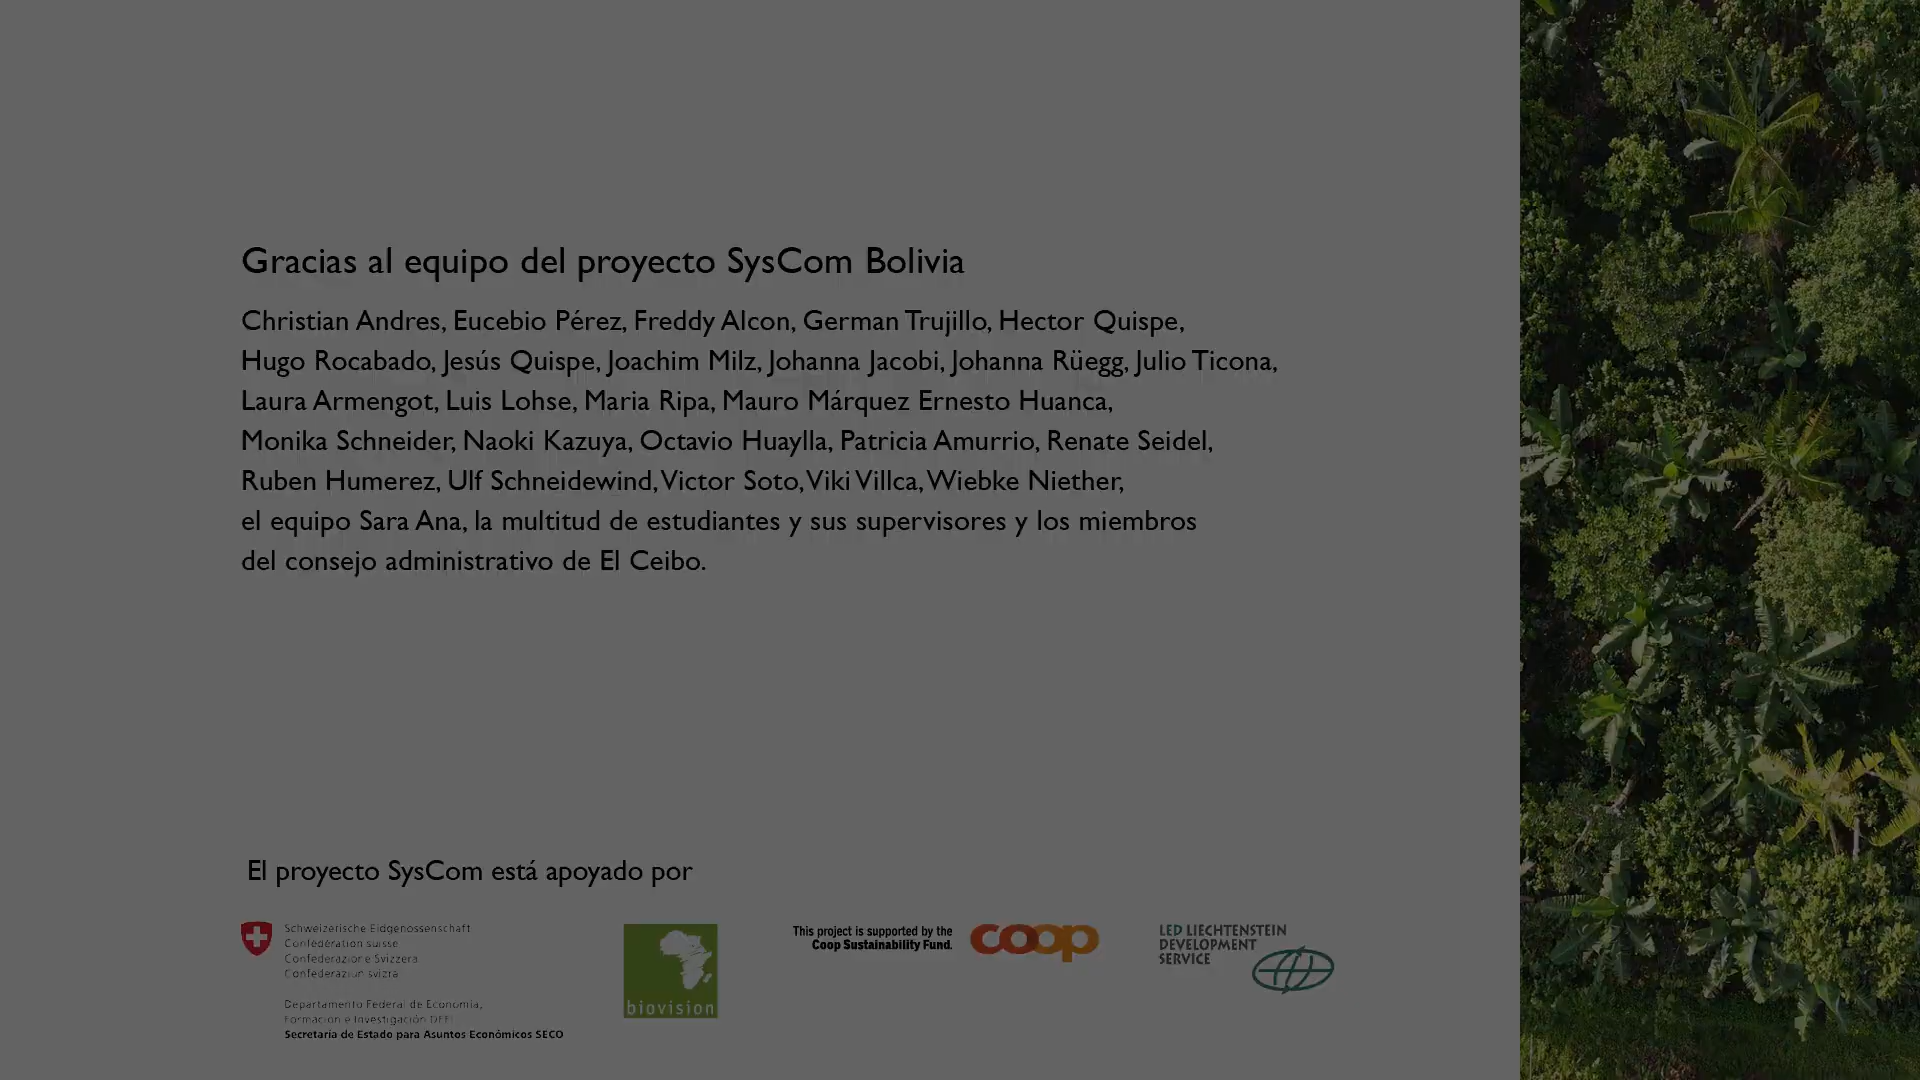 Gracias al equipo del proyecto SysCom Bolivia
Christian Andres, Eucebio Pérez, Freddy Alcon, German Trujillo, Hector Quispe,
Hugo Rocabado, Jesús Quispe, Joachim Milz, Johanna Jacobi, Johanna Rüegg, Julio Ticona,
Laura Armengot, Luis Lohse, Maria Ripa, Mauro Márquez Ernesto Huanca,
Monika Schneider, Naoki Kazuya, Octavio Huaylla, Patricia Amurrio, Renate Seidel,
Ruben Humerez, Ulf Schneidewind, Victor Soto, Viki Villca, Wiebke Niether,
el equipo Sara Ana, la multitud de estudiantes y sus supervisores y los miembros
del consejo administrativo de El Ceibo.
El proyecto SysCom está apoyado por
Schweizerische Eidgenossenschaft
Confédération suisse
Confederazione Svizzera
Confederaziun svizra
Departamento Federal de Economía,
Formación e Investigación DEFI
Secretaría de Estado para Asuntos Económicos SECO
biovision
This project is supported by the
Coop Sustainability Fund.
coop
LED LIECHTENSTEIN
DEVELOPMENT
SERVICE